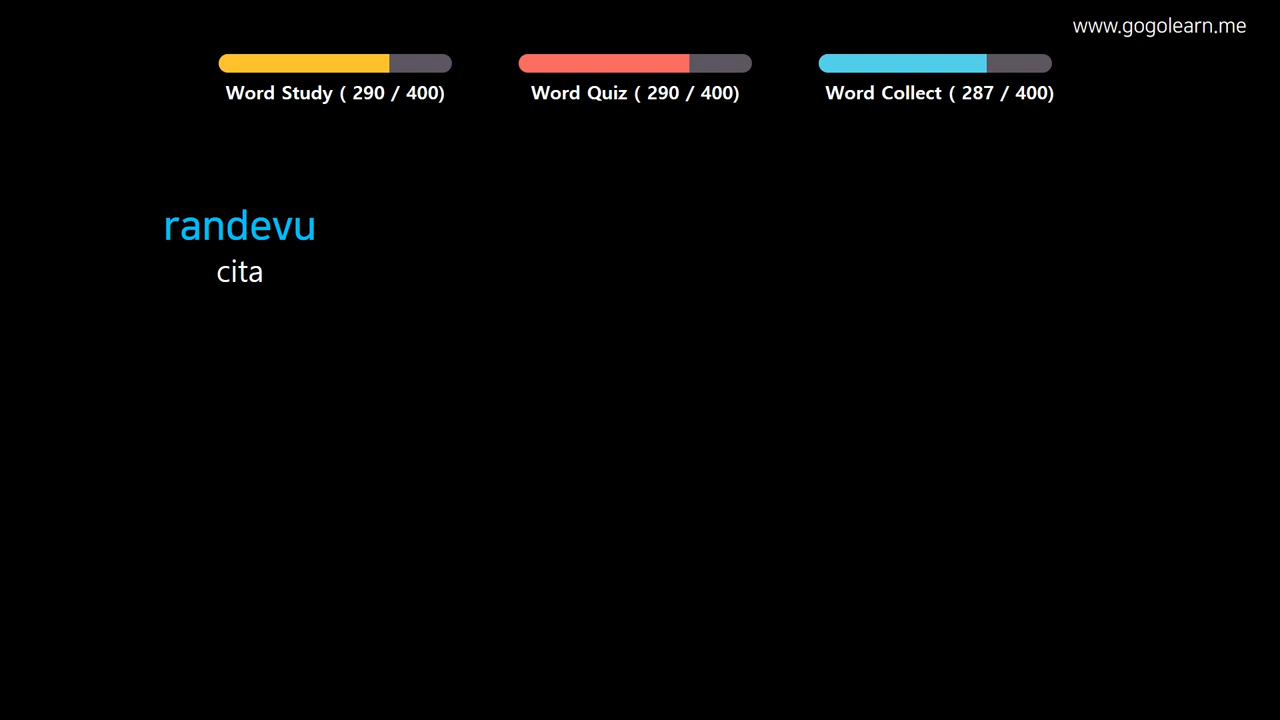 www.gogolearn.me
Word Study ( 290 / 400)
Word Quiz ( 290 / 400)
Word Collect ( 287 / 400)
randevu
cita